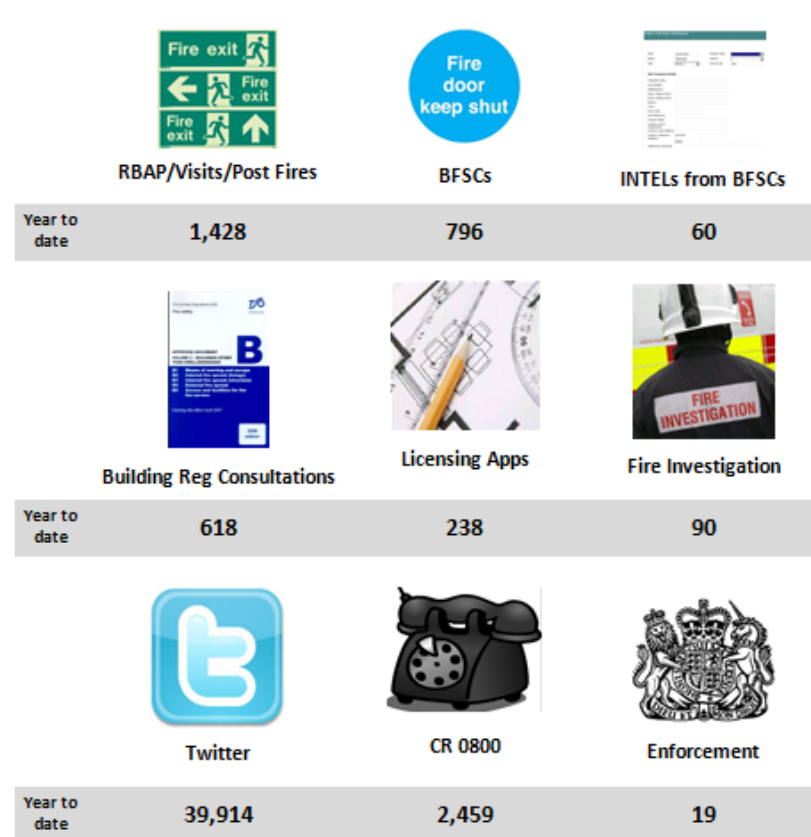 Fire exit
Fire
exit
Fire
exit
Fire
door
keep shut
RBAP/Visits/Post Fires
BFSCs
INTELs from BFSCs
Year to
date
1,428
796
60
B
FIRE
INVESTIGATION
Building Reg Consultations
Licensing Apps
Fire Investigation
Year to
date
618
238
90
Twitter
CR 0800
Enforcement
Year to
date
39,914
2,459
19